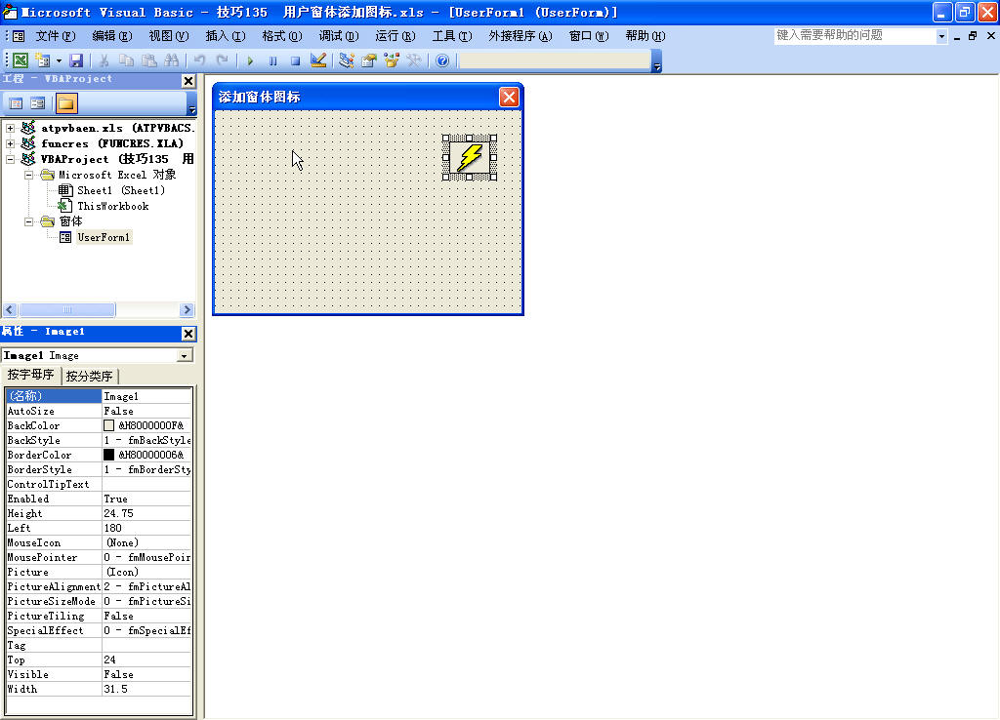 Microsoft Visual Basic - 技巧135  用户窗体添加图标.xls - [UserForm1 (UserForm)]
文件(F) 编辑(E) 视图(V) 插入(I) 格式(O) 调试(D) 运行(R) 工具(T) 外接程序(A) 窗口(W) 帮助(H) 键入需要帮助的问题
工程 - VBAProject
atpvbaen.xls (ATPVBACS.
funcres (FUNCRES.XLA)
VBAProject (技巧135  用
Microsoft Excel 对象
Sheet1 (Sheet1)
ThisWorkbook
窗体
UserForm1
属性 - Image1
Image1 Image
按字母序 按分类序
(名称) Image1
AutoSize False
BackColor &H8000000F&
BackStyle 1 - fmBackStyle
BorderColor &H80000006&
BorderStyle 1 - fmBorderSty
ControlTipText
Enabled True
Height 24.75
Left 180
MouseIcon (None)
MousePointer 0 - fmMousePoin
Picture (Icon)
PictureAlignment 2 - fmPictureAl
PictureSizeMode 0 - fmPictureSi
PictureTiling False
SpecialEffect 0 - fmSpecialEf
Tag
Top 24
Visible False
Width 31.5
添加窗体图标